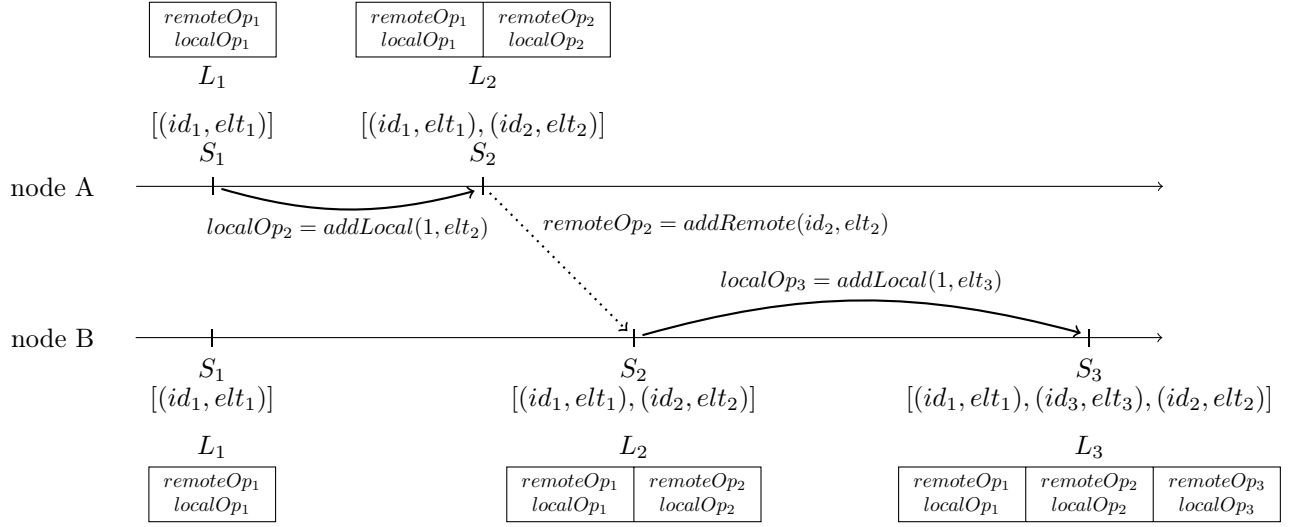 remoteOp₁ remoteOp₁ remoteOp₂
localOp₁ localOp₁ localOp₂
L₁ L₂
[(id₁, elt₁)] [(id₁, elt₁), (id₂, elt₂)]
S₁ S₂
node A
localOp₂ = addLocal(1, elt₂) remoteOp₂ = addRemote(id₂, elt₂)
localOp₃ = addLocal(1, elt₃)
node B
S₁ S₂ S₃
[(id₁, elt₁)] [(id₁, elt₁), (id₂, elt₂)] [(id₁, elt₁), (id₃, elt₃), (id₂, elt₂)]
L₁ L₂ L₃
remoteOp₁ remoteOp₁ remoteOp₂ remoteOp₁ remoteOp₂ remoteOp₃
localOp₁ localOp₁ localOp₂ localOp₁ localOp₂ localOp₃